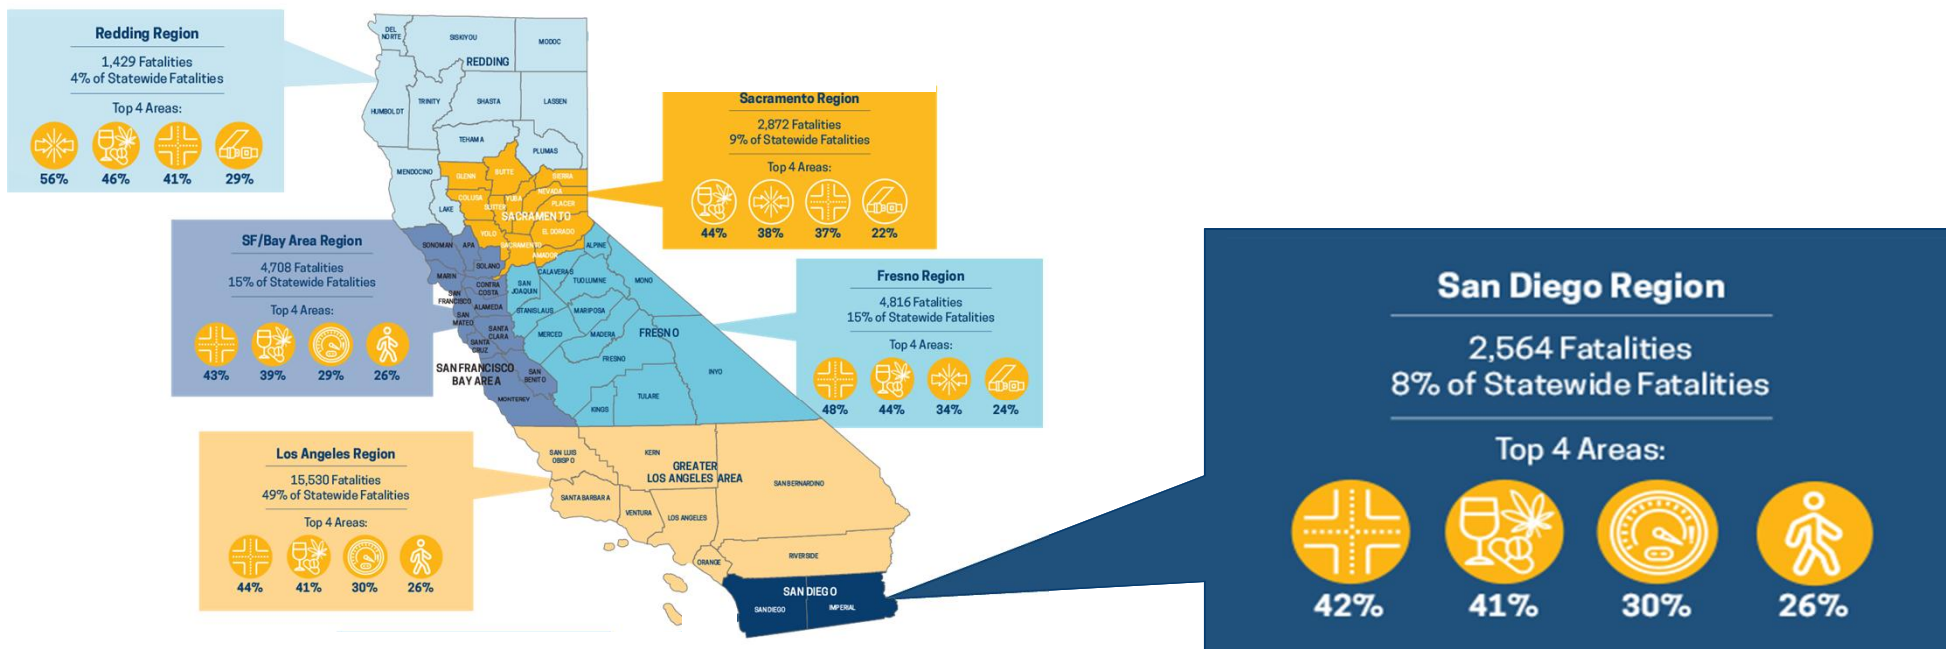 Redding Region
1,429 Fatalities
4% of Statewide Fatalities
Top 4 Areas:
56% 46% 41% 29%
Sacramento Region
2,872 Fatalities
9% of Statewide Fatalities
Top 4 Areas:
44% 38% 37% 22%
SF/Bay Area Region
4,708 Fatalities
15% of Statewide Fatalities
Top 4 Areas:
43% 39% 29% 26%
Fresno Region
4,816 Fatalities
15% of Statewide Fatalities
Top 4 Areas:
48% 44% 34% 24%
Los Angeles Region
15,530 Fatalities
49% of Statewide Fatalities
Top 4 Areas:
44% 41% 30% 26%
San Diego Region
2,564 Fatalities
8% of Statewide Fatalities
Top 4 Areas:
42% 41% 30% 26%
DEL
NORTE
SISKIYOU
MODOC
REDDING
HUMBOLDT
TRINITY
SHASTA
LASSEN
TEHAMA
PLUMAS
MENDOCINO
LAKE
GLENN
BUTTE
SIERRA
NEVADA
COLUSA
SUTTER
YUBA
PLACER
SACRAMENTO
YOLO
EL DORADO
SACRAMENTO
AMADOR
SONOMAN
APA
SOLANO
MARIN
CONTRA
COSTA
SAN
FRANCISCO
ALAMEDA
SAN
MATEO
SANTA
CLARA
SANTA
CRUZ
SAN FRANCISCO
BAY AREA
SAN
BENITO
MONTEREY
ALPINE
CALAVERAS
TUOLUMNE
MONO
SAN
JOAQUIN
STANISLAUS
MARIPOSA
MERCED
MADERA
FRESNO
FRESNO
INYO
TULARE
KINGS
SAN LUIS
OBISPO
KERN
GREATER
LOS ANGELES AREA
SAN BERNARDINO
SANTA BARBARA
VENTURA
LOS ANGELES
ORANGE
RIVERSIDE
SAN DIEGO
SAN DIEGO
IMPERIAL